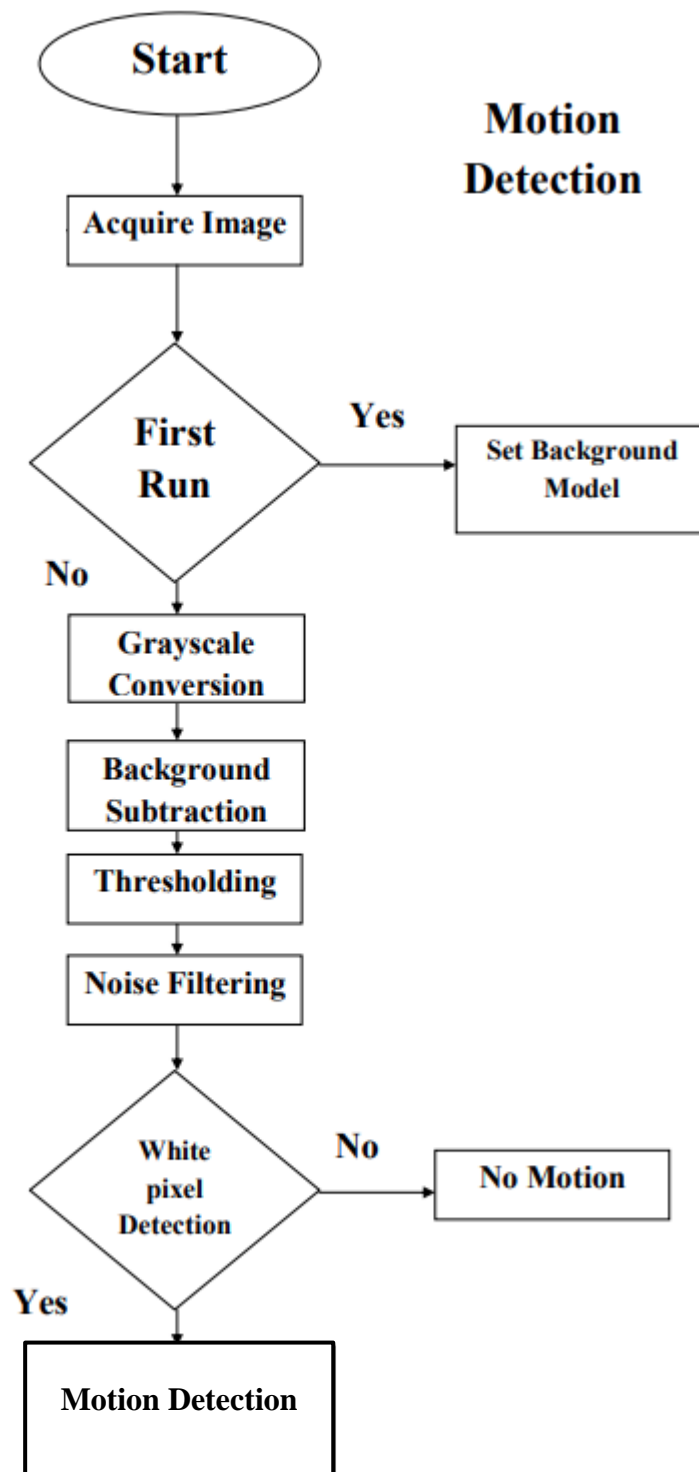 Start
Motion
Detection
Acquire Image
First
Run
Yes
Set Background
Model
No
Grayscale
Conversion
Background
Subtraction
Thresholding
Noise Filtering
White
pixel
Detection
No
No Motion
Yes
Motion Detection